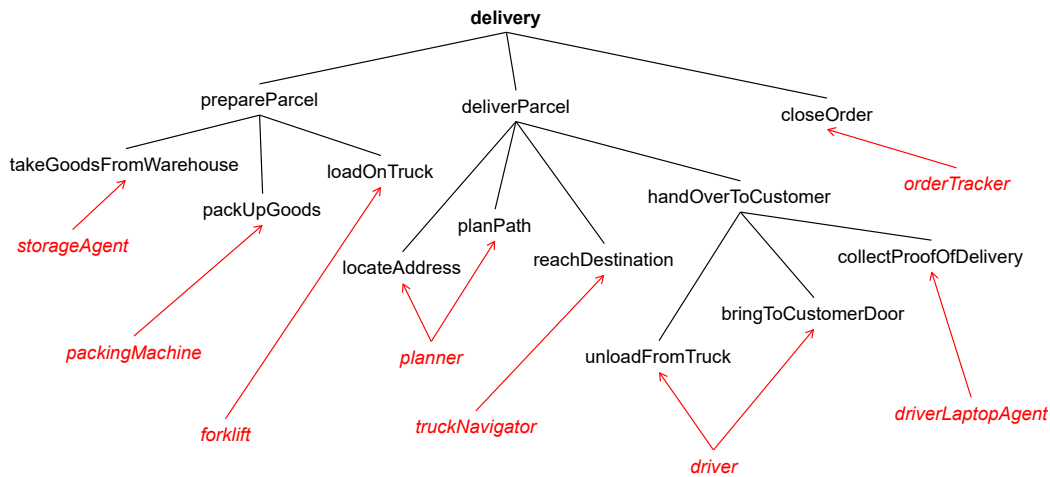 delivery
prepareParcel
deliverParcel
closeOrder
takeGoodsFromWarehouse
loadOnTruck
orderTracker
handOverToCustomer
packUpGoods
planPath
storageAgent
locateAddress
reachDestination
collectProofOfDelivery
bringToCustomerDoor
packingMachine
planner
unloadFromTruck
driverLaptopAgent
forklift
truckNavigator
driver